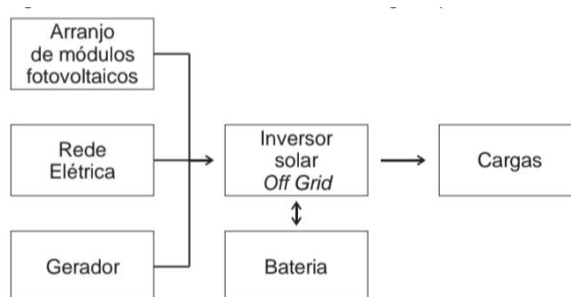 Arranjo
de módulos
fotovoltaicos
Rede
Elétrica
Gerador
Inversor
solar
Off Grid
Bateria
Cargas